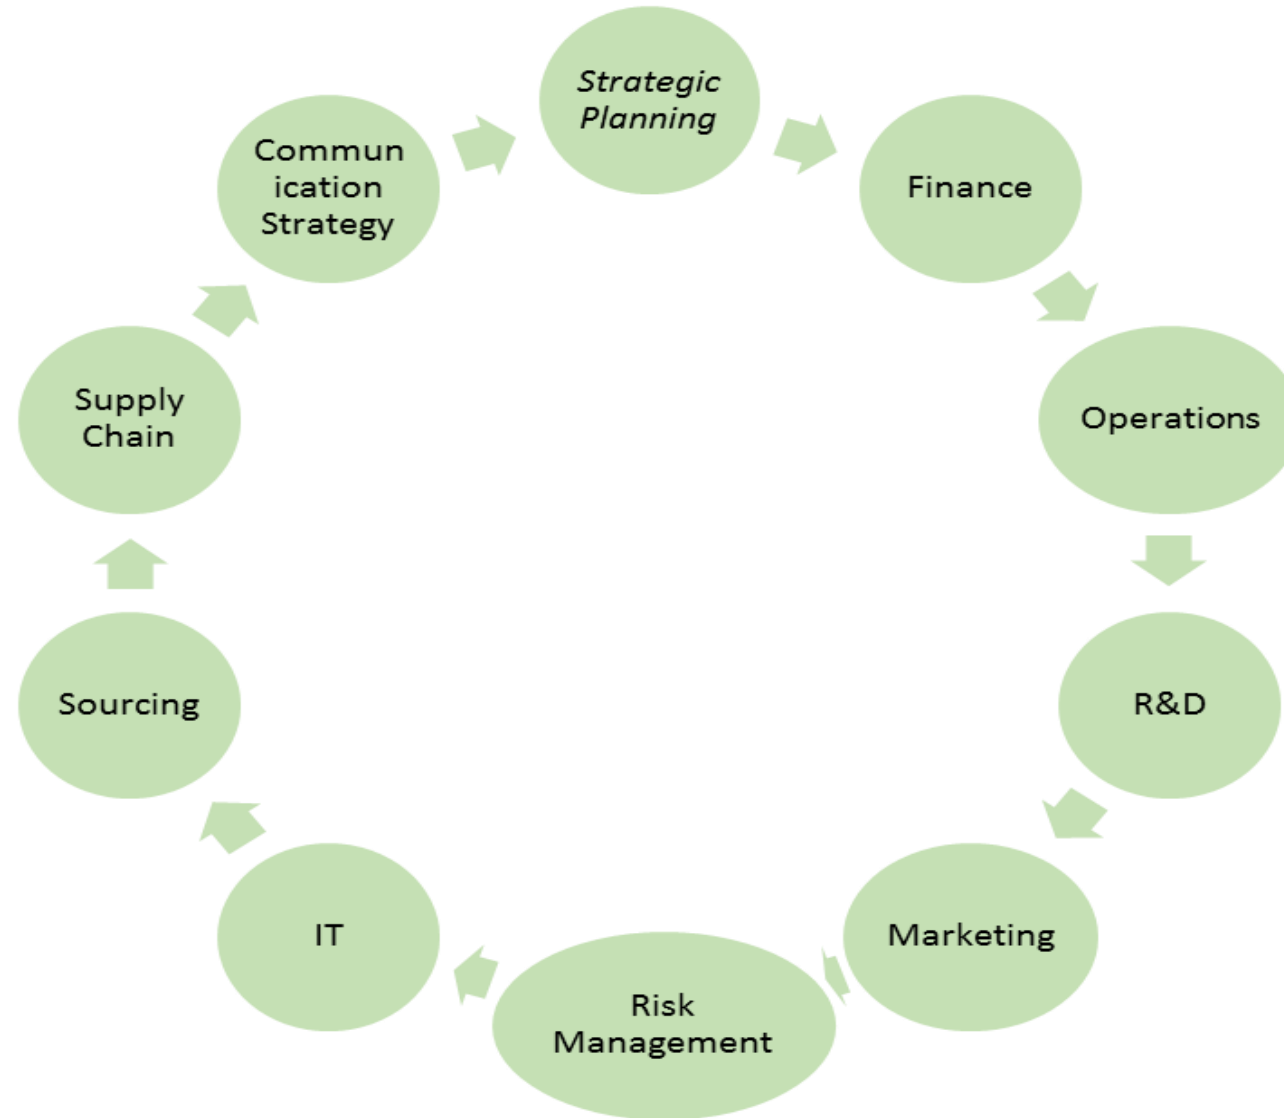 Strategic
Planning
Finance
Operations
R&D
Marketing
Risk
Management
IT
Sourcing
Supply
Chain
Commun
ication
Strategy